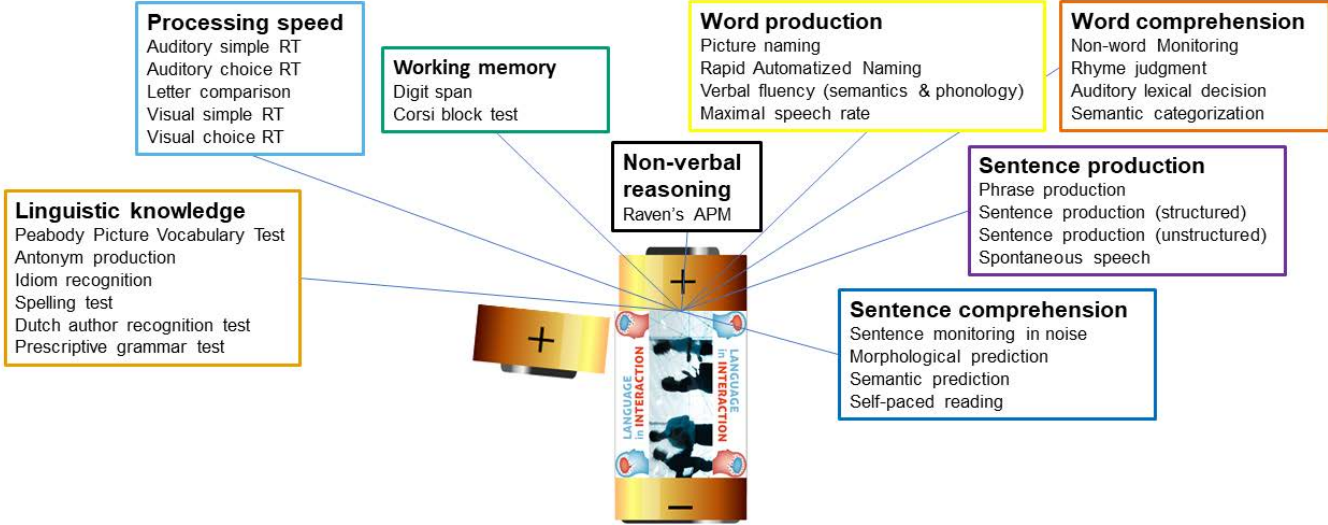 Processing speed
Auditory simple RT
Auditory choice RT
Letter comparison
Visual simple RT
Visual choice RT
Working memory
Digit span
Corsi block test
Word production
Picture naming
Rapid Automatized Naming
Verbal fluency (semantics & phonology)
Maximal speech rate
Word comprehension
Non-word Monitoring
Rhyme judgment
Auditory lexical decision
Semantic categorization
Non-verbal
reasoning
Raven's APM
Linguistic knowledge
Peabody Picture Vocabulary Test
Antonym production
Idiom recognition
Spelling test
Dutch author recognition test
Prescriptive grammar test
Sentence production
Phrase production
Sentence production (structured)
Sentence production (unstructured)
Spontaneous speech
Sentence comprehension
Sentence monitoring in noise
Morphological prediction
Semantic prediction
Self-paced reading
+
+
LANGUAGE
in INTERACTION
LANGUAGE
in INTERACTION
–